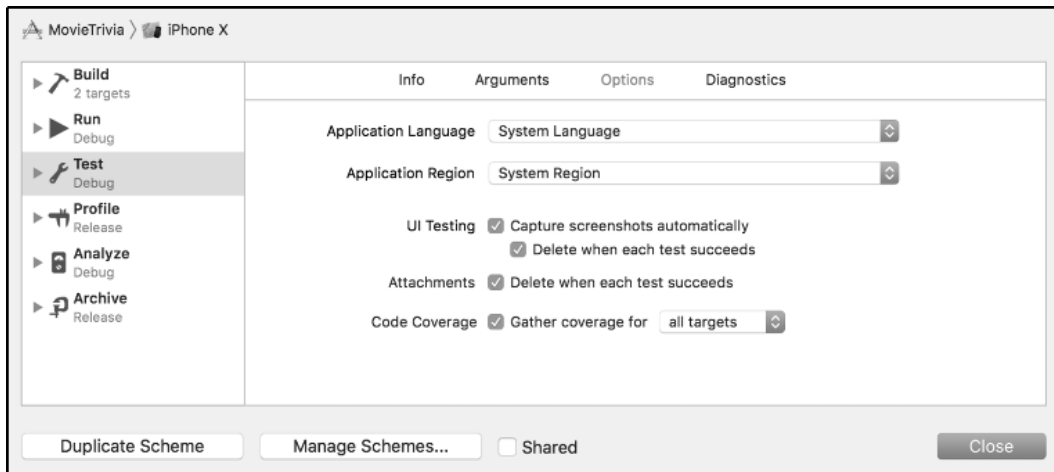 MovieTrivia 〉 iPhone X
Build
2 targets
Run
Debug
Test
Debug
Profile
Release
Analyze
Debug
Archive
Release
Info Arguments Options Diagnostics
Application Language System Language
Application Region System Region
UI Testing Capture screenshots automatically
Delete when each test succeeds
Attachments Delete when each test succeeds
Code Coverage Gather coverage for all targets
Duplicate Scheme Manage Schemes... Shared Close